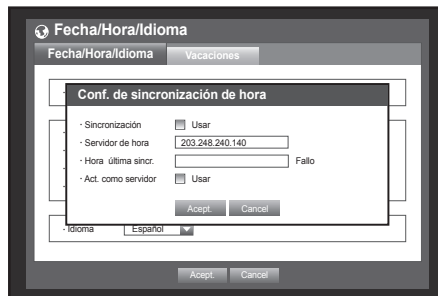 Fecha/Hora/Idioma
Fecha/Hora/Idioma Vacaciones
Conf. de sincronización de hora
· Sincronización Usar
· Servidor de hora 203.248.240.140
· Hora última sincr. Fallo
· Act. como servidor Usar
Acept. Cancel
· Idioma Español
Acept. Cancel